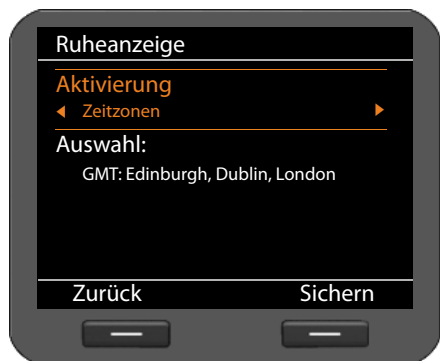 Ruheanzeige
Aktivierung
Zeitzonen
Auswahl:
GMT: Edinburgh, Dublin, London
Zurück Sichern